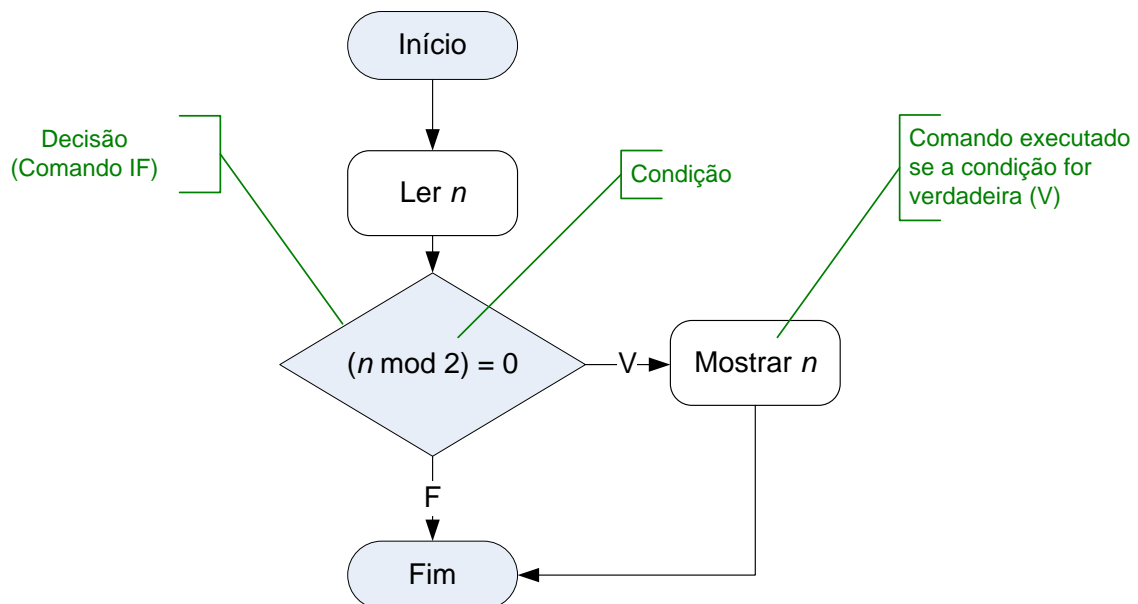 Início
Decisão
(Comando IF)
Ler n
Condição
Comando executado
se a condição for
verdadeira (V)
(n mod 2) = 0
V
Mostrar n
F
Fim